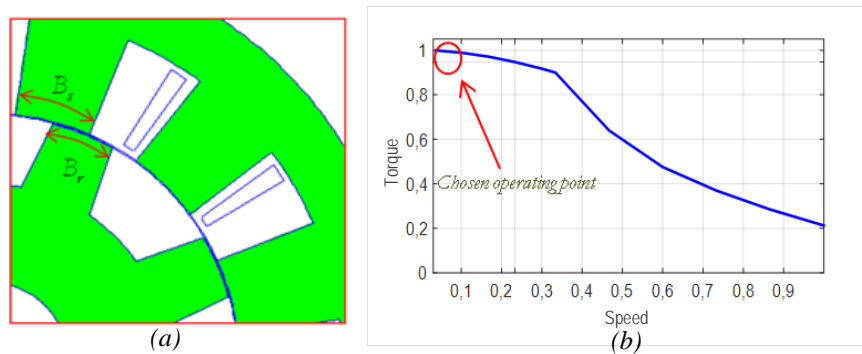 B_s
B_r
(a)
1
0,8
0,6
0,4
0,2
0
Torque
Chosen operating point
0,1 0,2 0,3 0,4 0,5 0,6 0,7 0,8 0,9
Speed
(b)